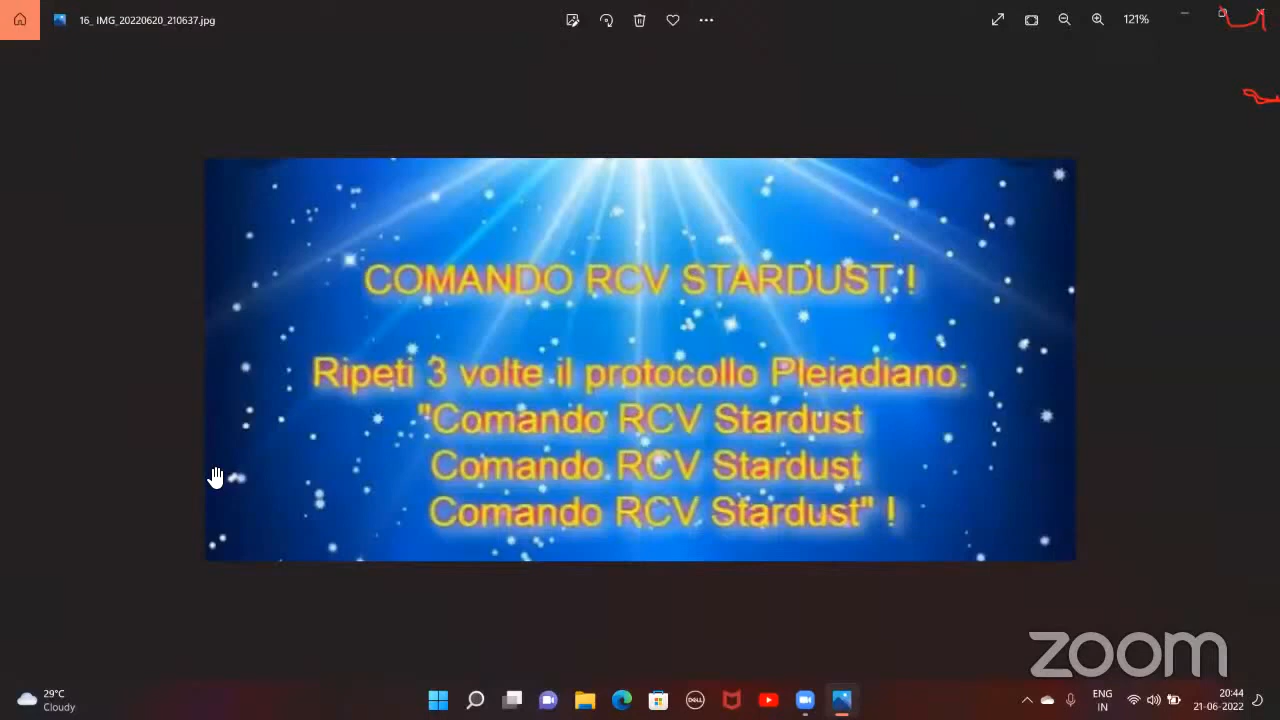 16_IMG_20220620_210637.jpg
121%
COMANDO RCV STARDUST !
Ripeti 3 volte il protocollo Pleiadiano:
"Comando RCV Stardust
Comando RCV Stardust
Comando RCV Stardust" !
zoom
29°C
Cloudy
DELL
ENG
IN
20:44
21-06-2022